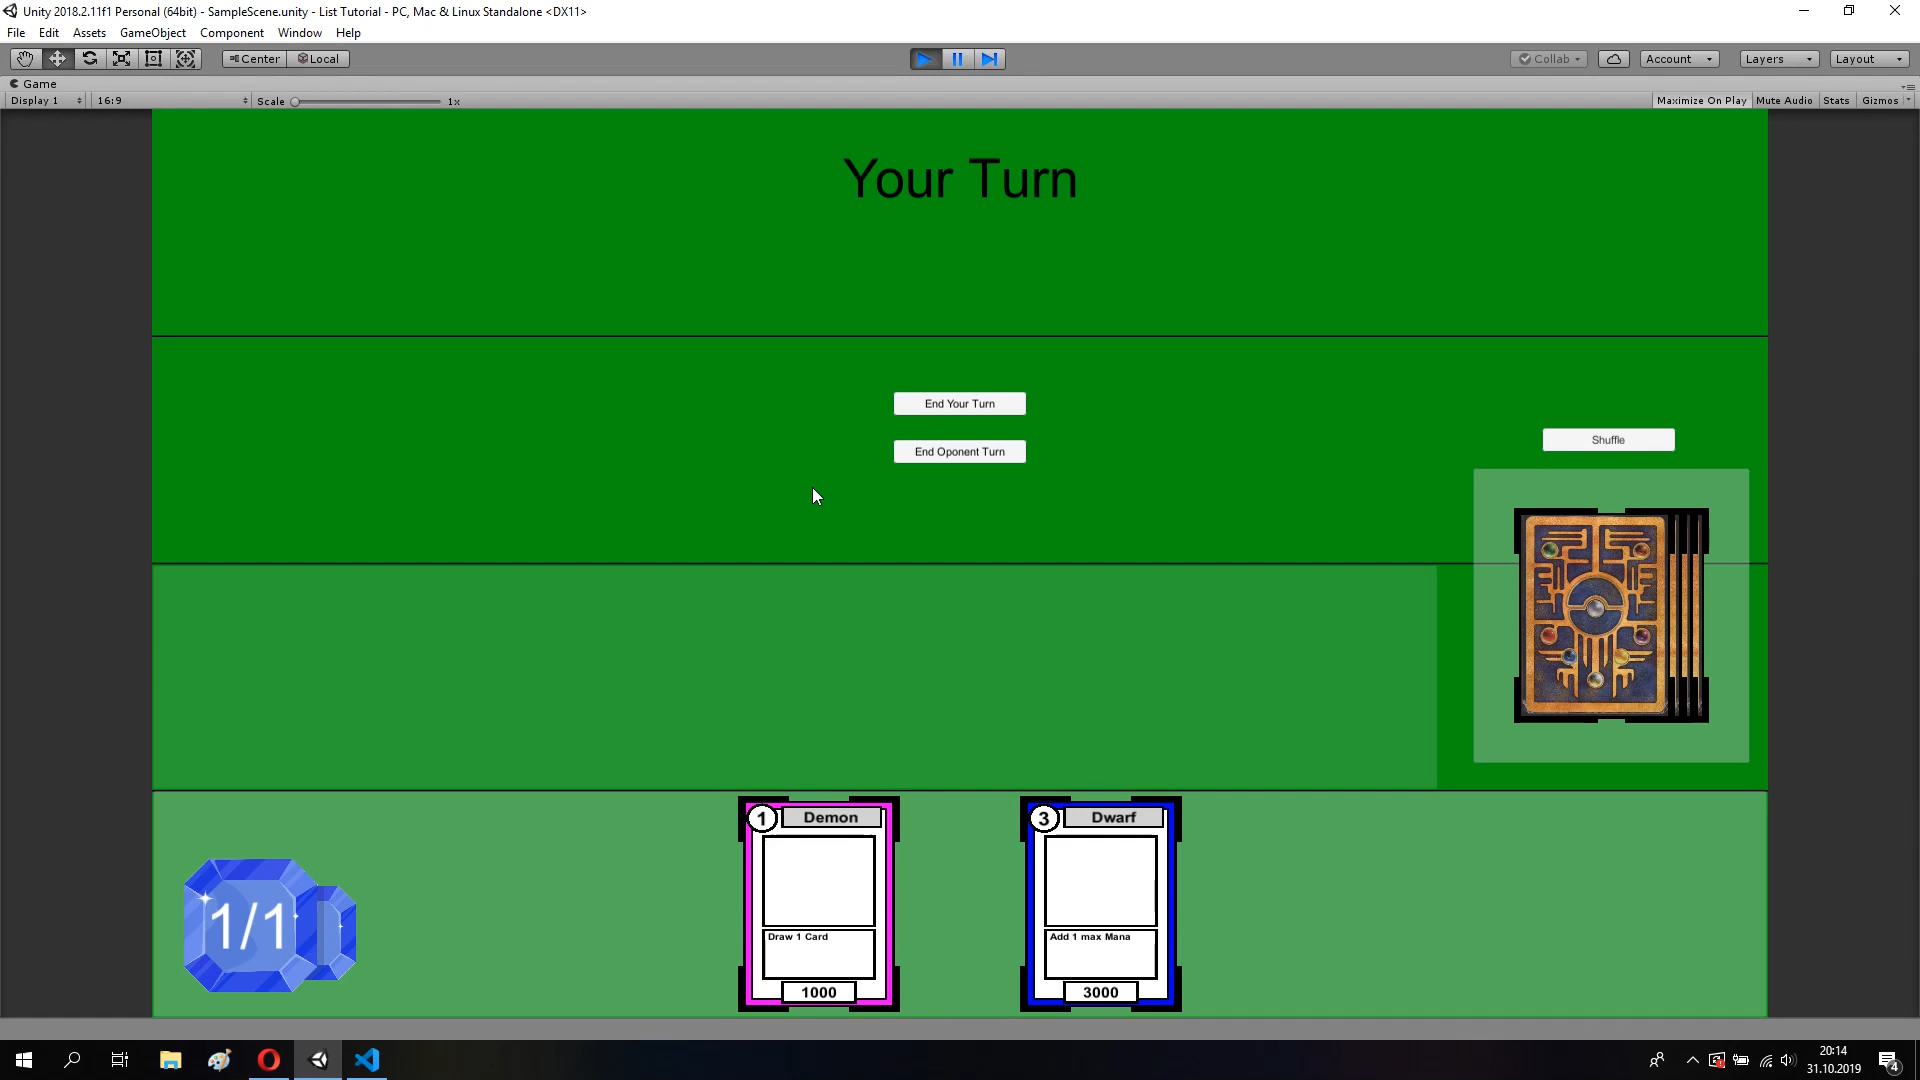 Unity 2018.2.11f1 Personal (64bit) - SampleScene.unity - List Tutorial - PC, Mac & Linux Standalone <DX11>
File Edit Assets GameObject Component Window Help
Center Local Collab Account Layers Layout
Game
Display 1 16:9 Scale 1x Maximize On Play Mute Audio Stats Gizmos
Your Turn
End Your Turn
End Oponent Turn
Shuffle
1 Demon
3 Dwarf
1/1
Draw 1 Card
Add 1 max Mana
1000
3000
20:14
31.10.2019
4